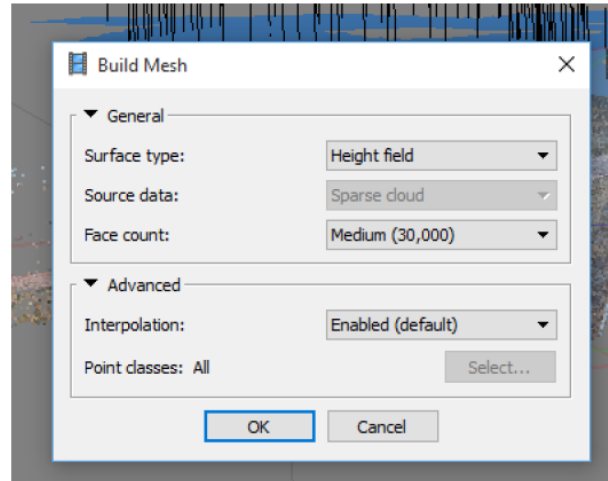 Build Mesh
General
Surface type: Height field
Source data: Sparse cloud
Face count: Medium (30,000)
Advanced
Interpolation: Enabled (default)
Point classes: All Select...
OK Cancel